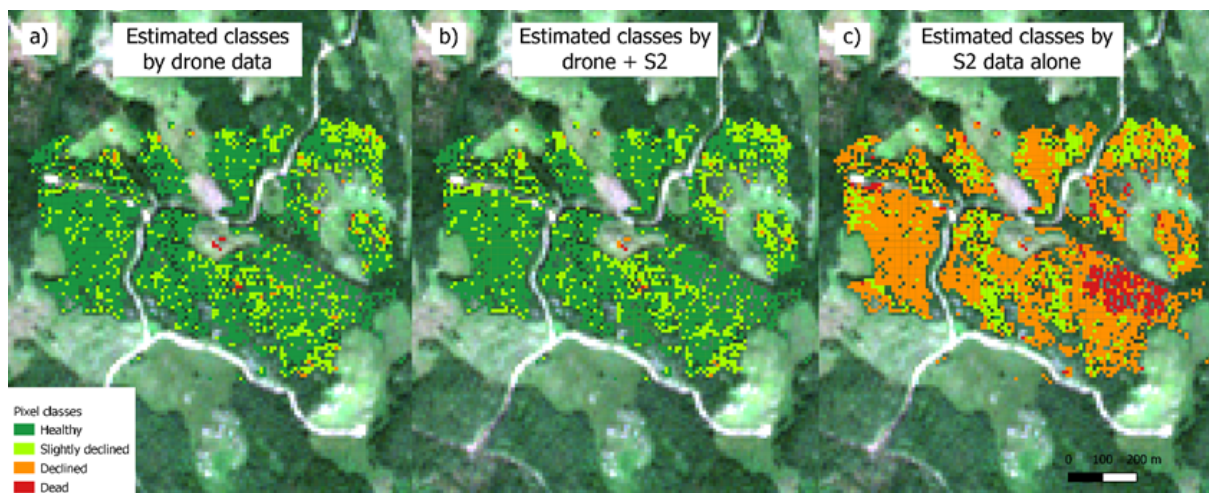 a)
Estimated classes
by drone data
b)
Estimated classes by
drone + S2
c)
Estimated classes by
S2 data alone
Pixel classes
Healthy
Slightly declined
Declined
Dead
0 100 200 m